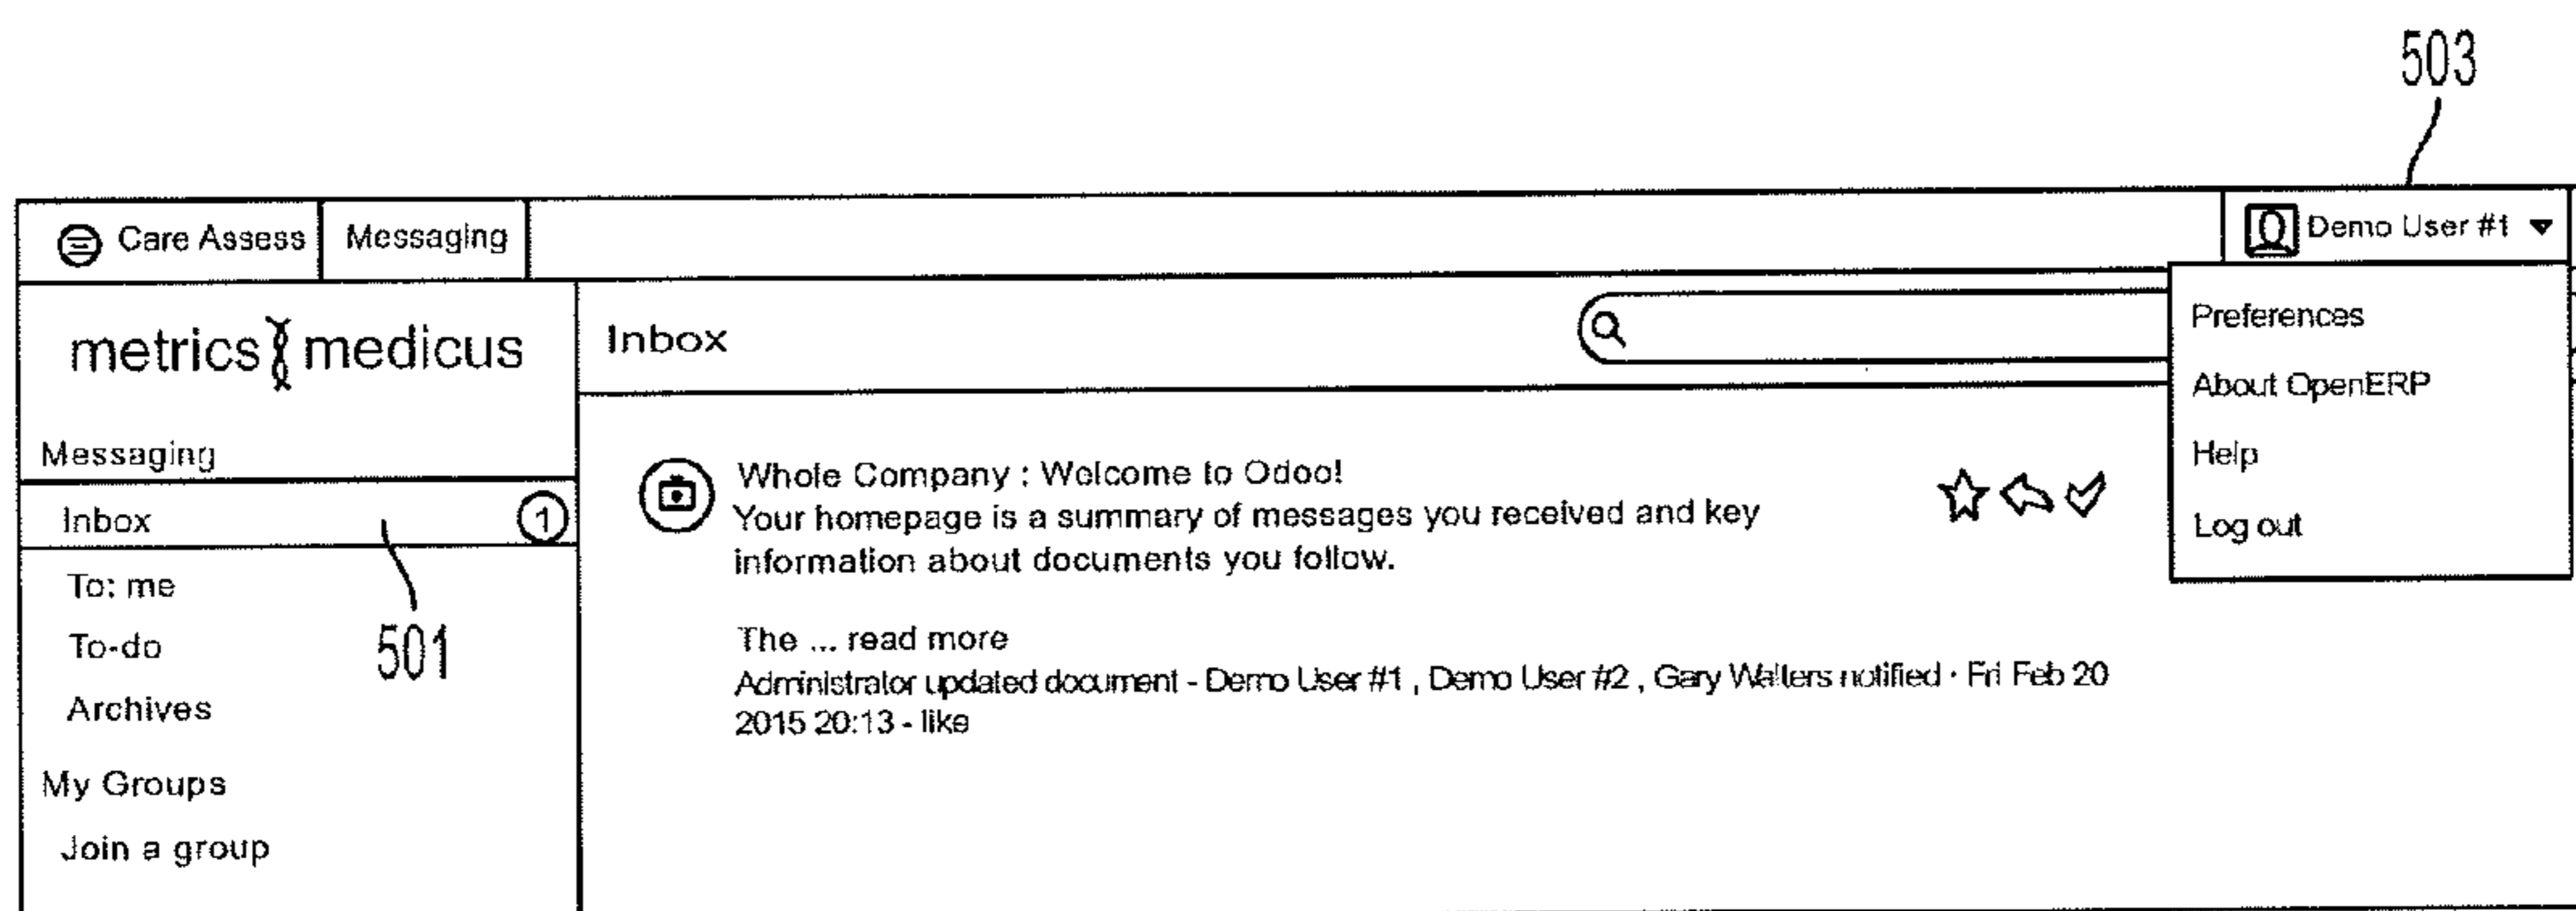 503
Care Assess Messaging Demo User #1
metrics medicus
Inbox
Preferences
About OpenERP
Help
Log out
Messaging
Inbox 1
To: me
To-do
Archives
501
My Groups
Join a group
Whole Company : Welcome to Odoo!
Your homepage is a summary of messages you received and key
information about documents you follow.
The ... read more
Administrator updated document - Demo User #1 , Demo User #2 , Gary Walters notified · Fri Feb 20
2015 20:13 - like